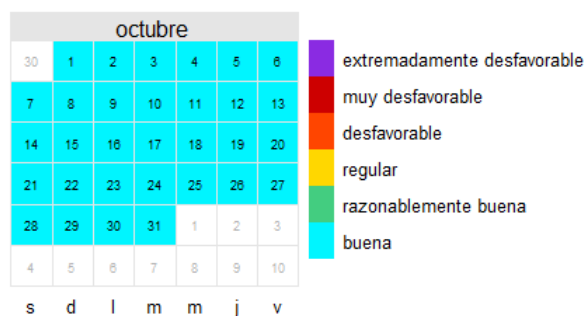 octubre
30 1 2 3 4 5 6
7 8 9 10 11 12 13
14 15 16 17 18 19 20
21 22 23 24 25 26 27
28 29 30 31 1 2 3
4 5 6 7 8 9 10
s d l m m j v
extremadamente desfavorable
muy desfavorable
desfavorable
regular
razonablemente buena
buena